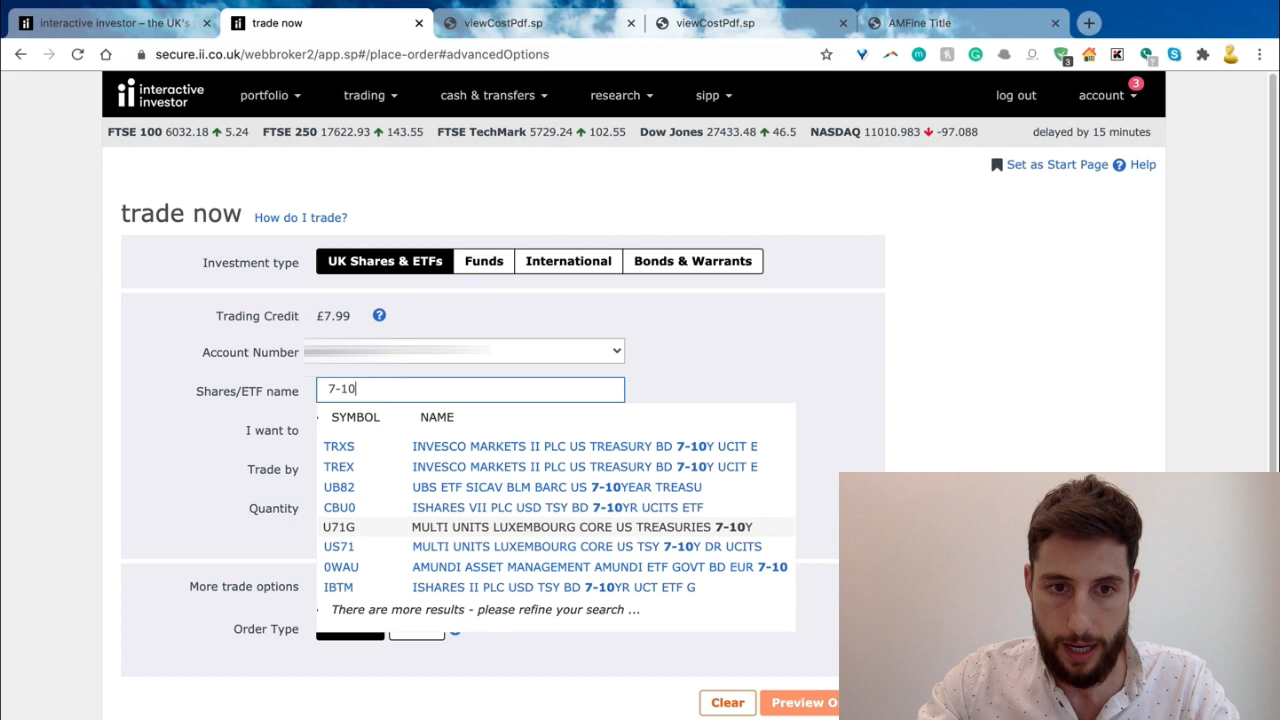 interactive investor – the UK's
trade now
viewCostPdf.sp
viewCostPdf.sp
AMFine Title
secure.ii.co.uk/webbroker2/app.sp#/place-order#advancedOptions
interactive investor
portfolio
trading
cash & transfers
research
sipp
log out
account
3
FTSE 100 6032.18 5.24 FTSE 250 17622.93 143.55 FTSE TechMark 5729.24 102.55 Dow Jones 27433.48 46.5 NASDAQ 11010.983 -97.088 delayed by 15 minutes
Set as Start Page Help
trade now How do I trade?
Investment type UK Shares & ETFs Funds International Bonds & Warrants
Trading Credit £7.99
Account Number
Shares/ETF name 7-10
SYMBOL NAME
I want to
TRXS INVESCO MARKETS II PLC US TREASURY BD 7-10Y UCIT E
TREX INVESCO MARKETS II PLC US TREASURY BD 7-10Y UCIT E
Trade by
UB82 UBS ETF SICAV BLM BARC US 7-10YEAR TREASU
Quantity
CBU0 ISHARES VII PLC USD TSY BD 7-10YR UCITS ETF
U71G MULTI UNITS LUXEMBOURG CORE US TREASURIES 7-10Y
US71 MULTI UNITS LUXEMBOURG CORE US TSY 7-10Y DR UCITS
0WAU AMUNDI ASSET MANAGEMENT AMUNDI ETF GOVT BD EUR 7-10
More trade options
IBTM ISHARES II PLC USD TSY BD 7-10YR UCT ETF G
There are more results - please refine your search ...
Order Type
Clear
Preview O